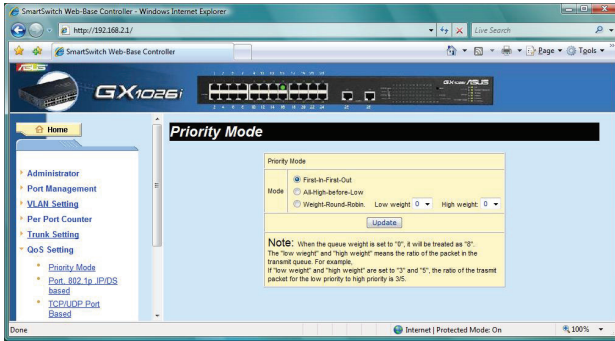 SmartSwitch Web-Base Controller - Windows Internet Explorer
http://192.168.2.1/
Live Search
SmartSwitch Web-Base Controller
Page
Tools
ASUS
GX1026i
ASUS
Home
Priority Mode
Administrator
Port Management
VLAN Setting
Per Port Counter
Trunk Setting
QoS Setting
Priority Mode
Port, 802.1p ,IP/DS
based
TCP/UDP Port
Based
Priority Mode
Mode
First-In-First-Out
All-High-before-Low
Weight-Round-Robin. Low weight: 0 High weight: 0
Update
Note: When the queue weight is set to "0", it will be treated as "8".
The "low weight" and "high weight" means the ratio of the packet in the
transmit queue. For example,
If "low weight" and "high weight" are set to "3" and "5", the ratio of the trasmit
packet for the low priority to high priority is 3/5.
Done
Internet | Protected Mode: On
100%